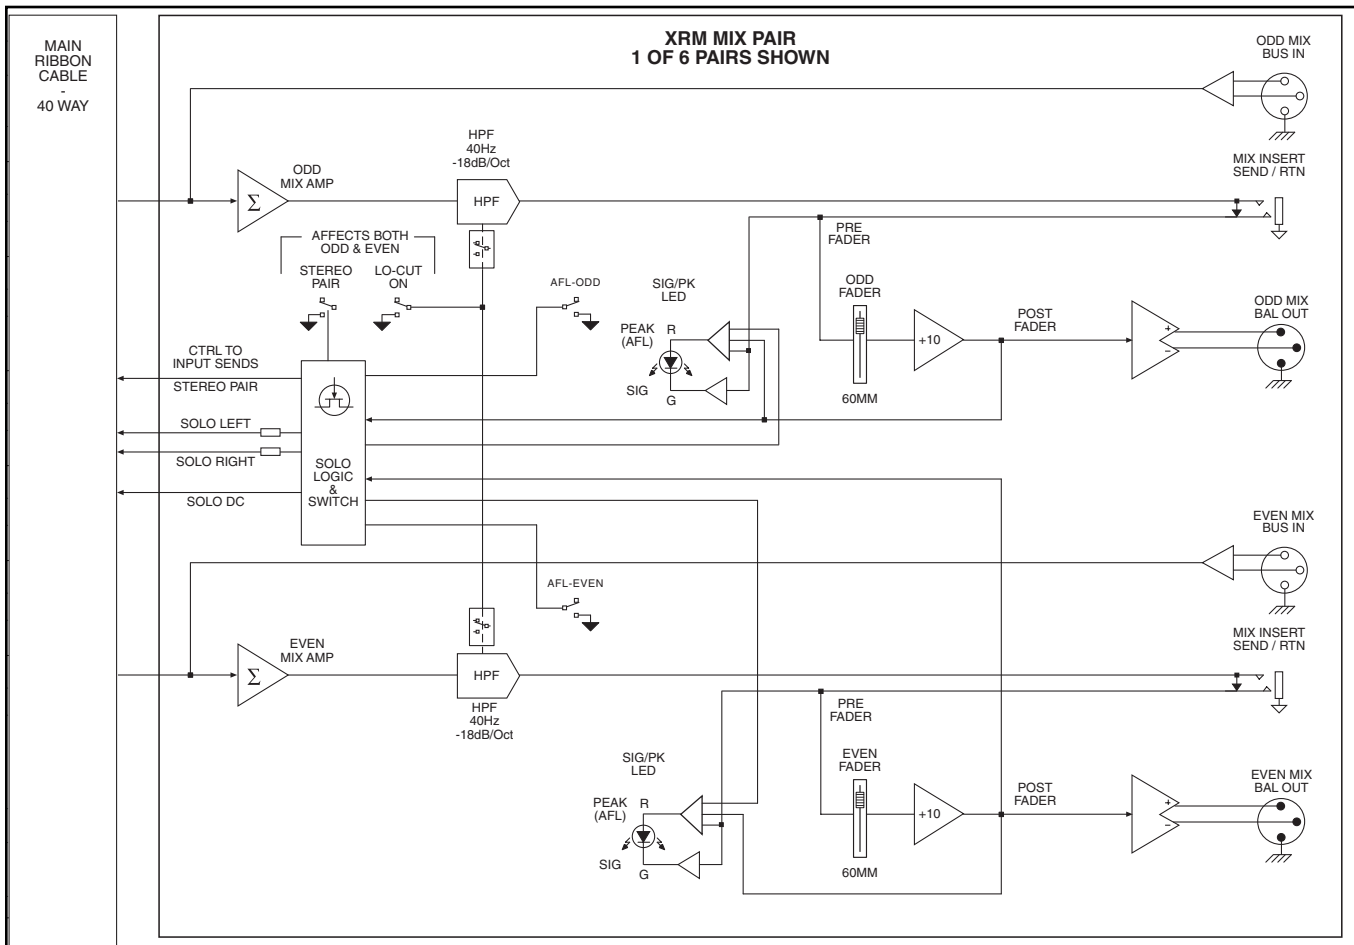 MAIN
RIBBON
CABLE
-
40 WAY
XRM MIX PAIR
1 OF 6 PAIRS SHOWN
ODD MIX
BUS IN
HPF
40Hz
-18dB/Oct
ODD
MIX AMP
Σ
HPF
MIX INSERT
SEND / RTN
AFFECTS BOTH
ODD & EVEN
STEREO
PAIR
LO-CUT
ON
PRE
FADER
AFL-ODD
SIG/PK
LED
ODD
FADER
PEAK
(AFL)
R
SIG
G
+10
60MM
POST
FADER
+
−
ODD MIX
BAL OUT
CTRL TO
INPUT SENDS
STEREO PAIR
SOLO LEFT
SOLO RIGHT
SOLO DC
SOLO
LOGIC
&
SWITCH
EVEN MIX
BUS IN
AFL-EVEN
EVEN
MIX AMP
Σ
HPF
HPF
40Hz
-18dB/Oct
MIX INSERT
SEND / RTN
PRE
FADER
SIG/PK
LED
EVEN
FADER
PEAK
(AFL)
R
SIG
G
+10
60MM
POST
FADER
+
−
EVEN MIX
BAL OUT